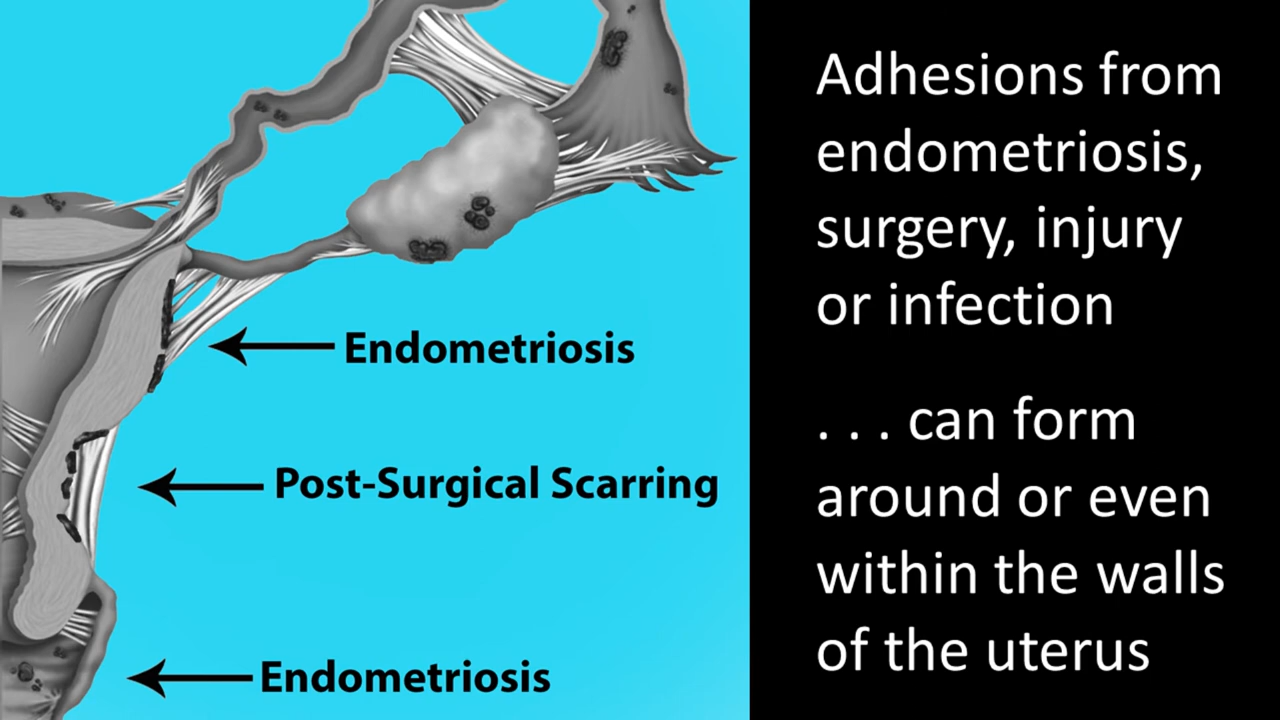 Endometriosis
Post-Surgical Scarring
Endometriosis
Adhesions from
endometriosis,
surgery, injury
or infection
. . . can form
around or even
within the walls
of the uterus